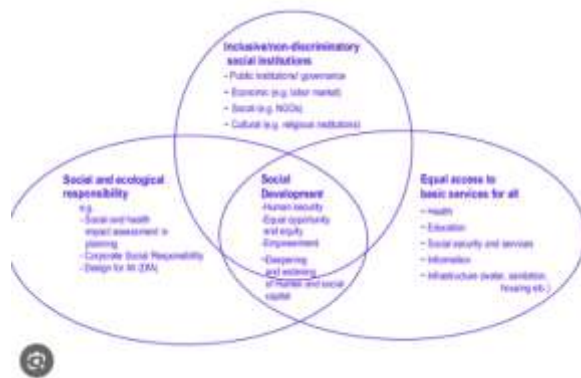 Inclusive/non-discriminatory
social institutions
- Public institutions/ governance
- Economic (e.g. labor market)
- Social (e.g. NGOs)
- Cultural (e.g. religious institutions)
Social and ecological
responsibility
e.g.
- Social and health
impact assessment in
planning
- Corporate Social Responsibility
- Design for All (DfA)
Social
Development
-Human security
-Equal opportunity
and equity
-Empowerment
-Deepening
and widening
of Human and social
capital
Equal access to
basic services for all
- Health
- Education
- Social security and services
- Information
- Infrastructure (water, sanitation,
housing etc.)